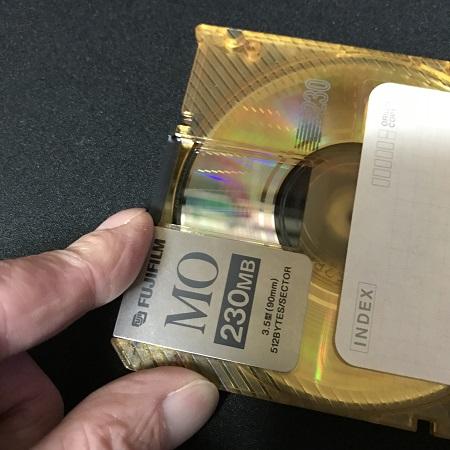 FUJIFILM
MO
230MB
3.5型(90mm)
512BYTES/SECTOR
230
INDEX